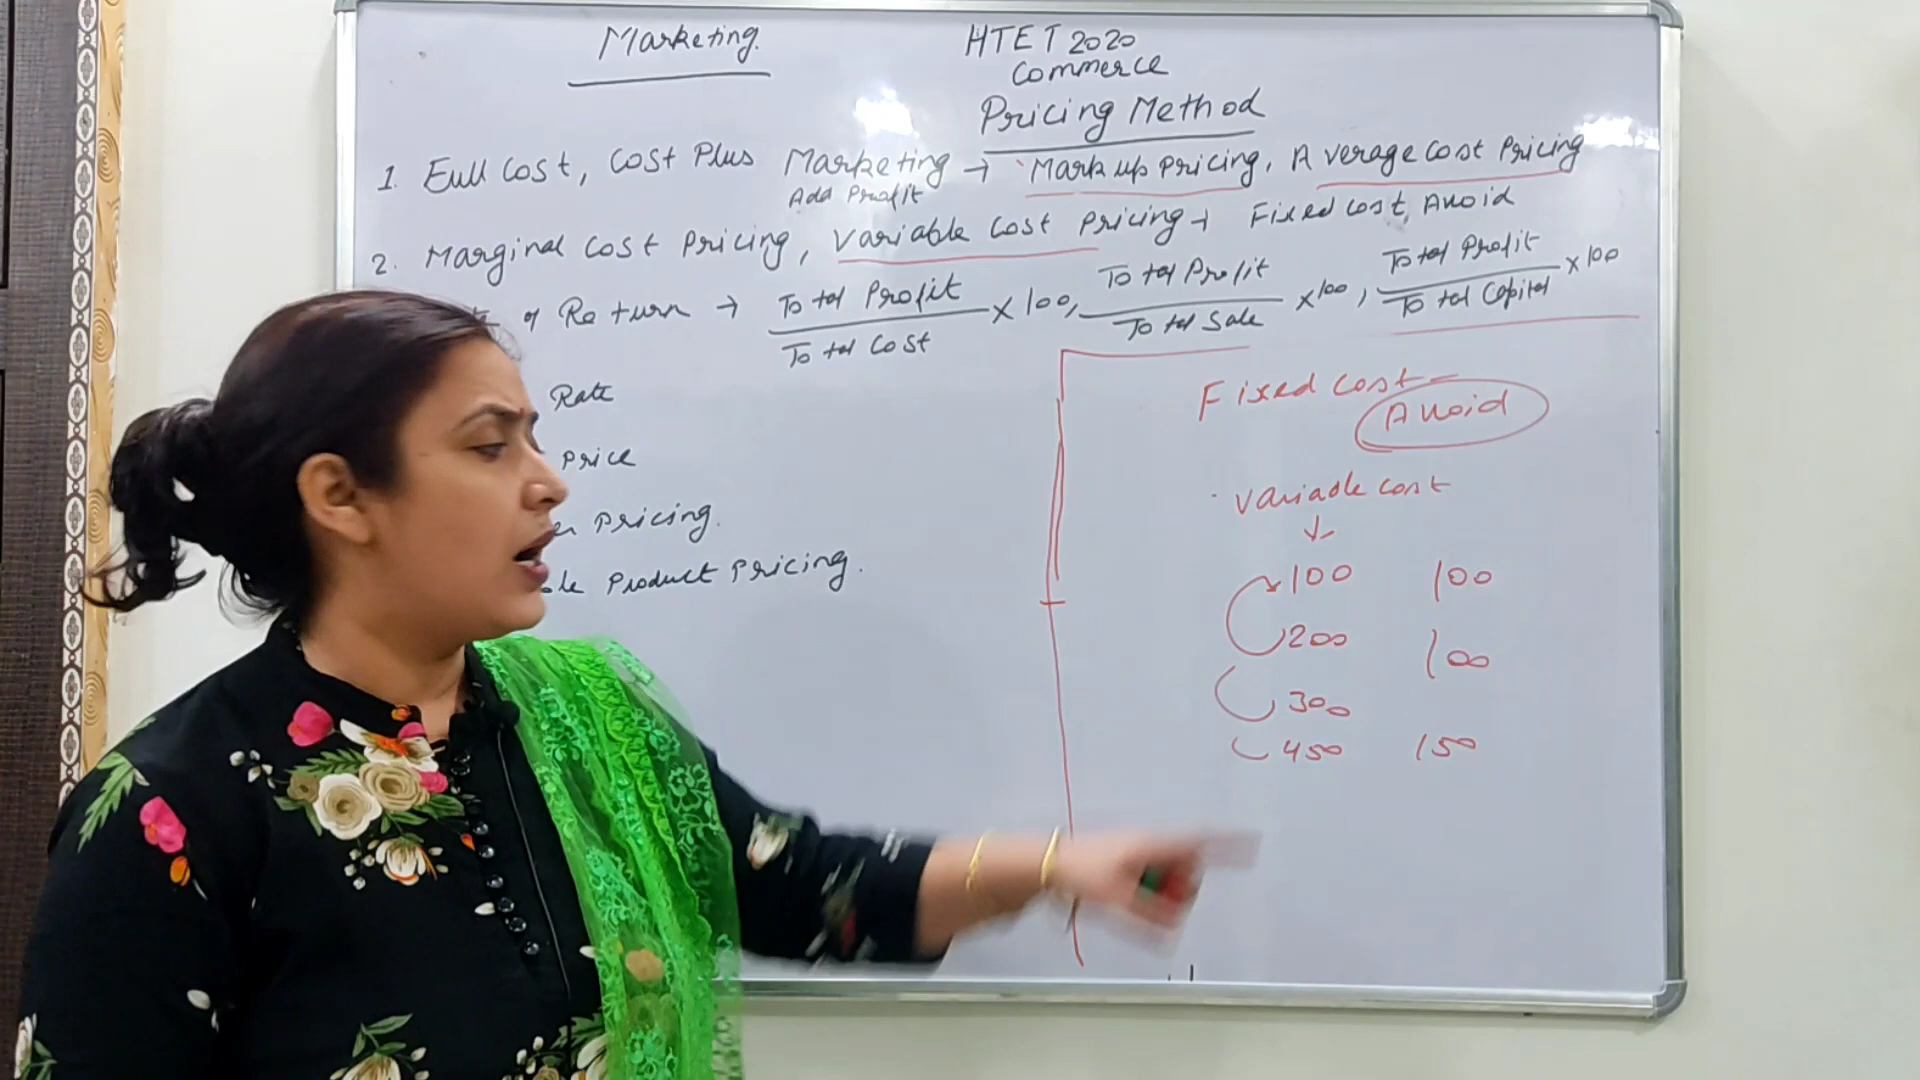 Marketing.
HTET 2020
Commerce
Pricing Method
1. Full Cost, Cost Plus Marketing → Mark up Pricing, Average Cost Pricing
Add Profit
2. Marginal Cost Pricing, Variable Cost Pricing → Fixed Cost, Avoid
of Return → Total Profit / Total Cost × 100, Total Profit / Total Sale × 100, Total Profit / Total Capital × 100
Rate
Price
Pricing.
Product Pricing.
Fixed Cost -
Avoid
Variable Cost
↓
100 100
200 100
300
450 150